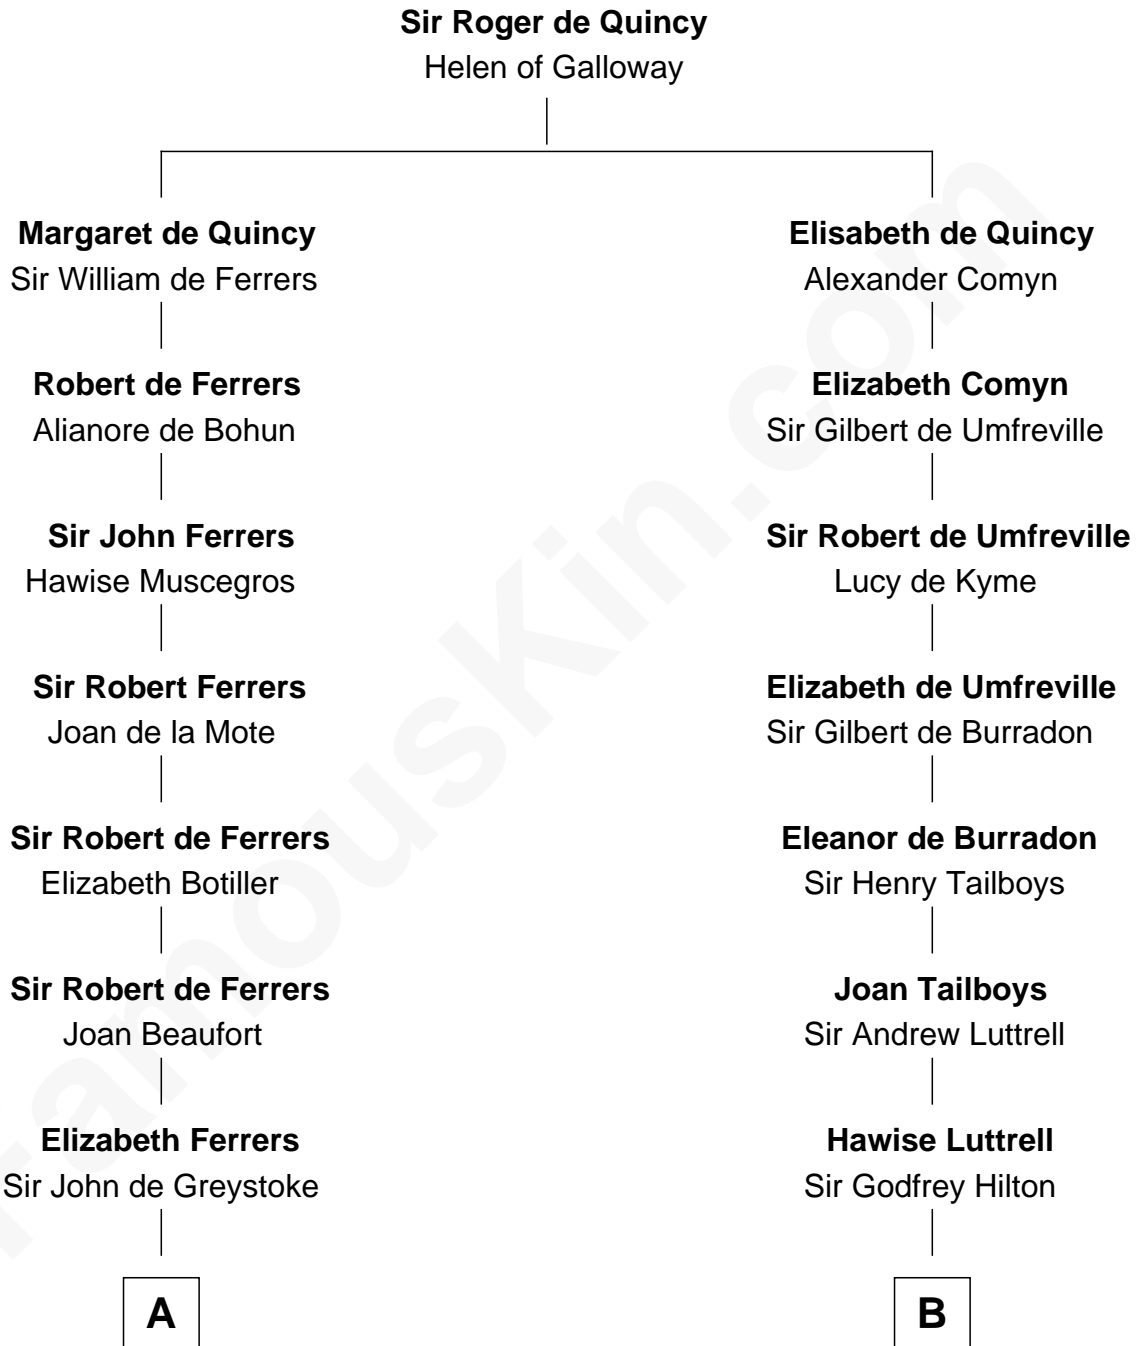 Sir Roger de Quincy
Helen of Galloway
Margaret de Quincy
Sir William de Ferrers
Robert de Ferrers
Alianore de Bohun
Sir John Ferrers
Hawise Muscegros
Sir Robert Ferrers
Joan de la Mote
Sir Robert de Ferrers
Elizabeth Botiller
Sir Robert de Ferrers
Joan Beaufort
Elizabeth Ferrers
Sir John de Greystoke
A
Elisabeth de Quincy
Alexander Comyn
Elizabeth Comyn
Sir Gilbert de Umfreville
Sir Robert de Umfreville
Lucy de Kyme
Elizabeth de Umfreville
Sir Gilbert de Burradon
Eleanor de Burradon
Sir Henry Tailboys
Joan Tailboys
Sir Andrew Luttrell
Hawise Luttrell
Sir Godfrey Hilton
B
FamousKin.com